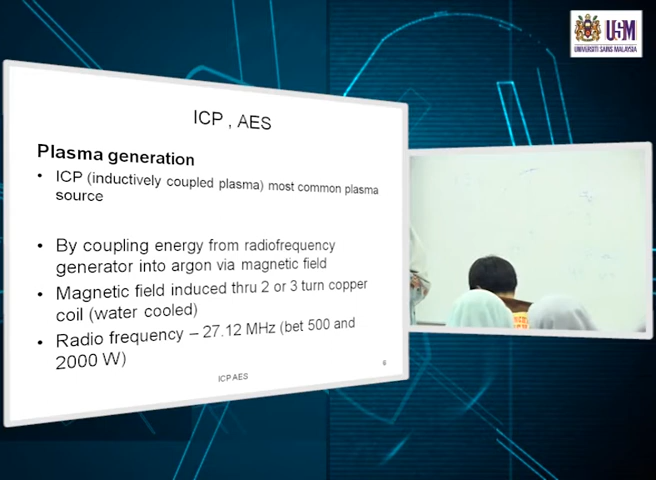 USM
UNIVERSITI SAINS MALAYSIA
ICP , AES
Plasma generation
• ICP (inductively coupled plasma) most common plasma
source
• By coupling energy from radiofrequency
generator into argon via magnetic field
• Magnetic field induced thru 2 or 3 turn copper
coil (water cooled)
• Radio frequency – 27.12 MHz (bet 500 and
2000 W)
6
ICP AES